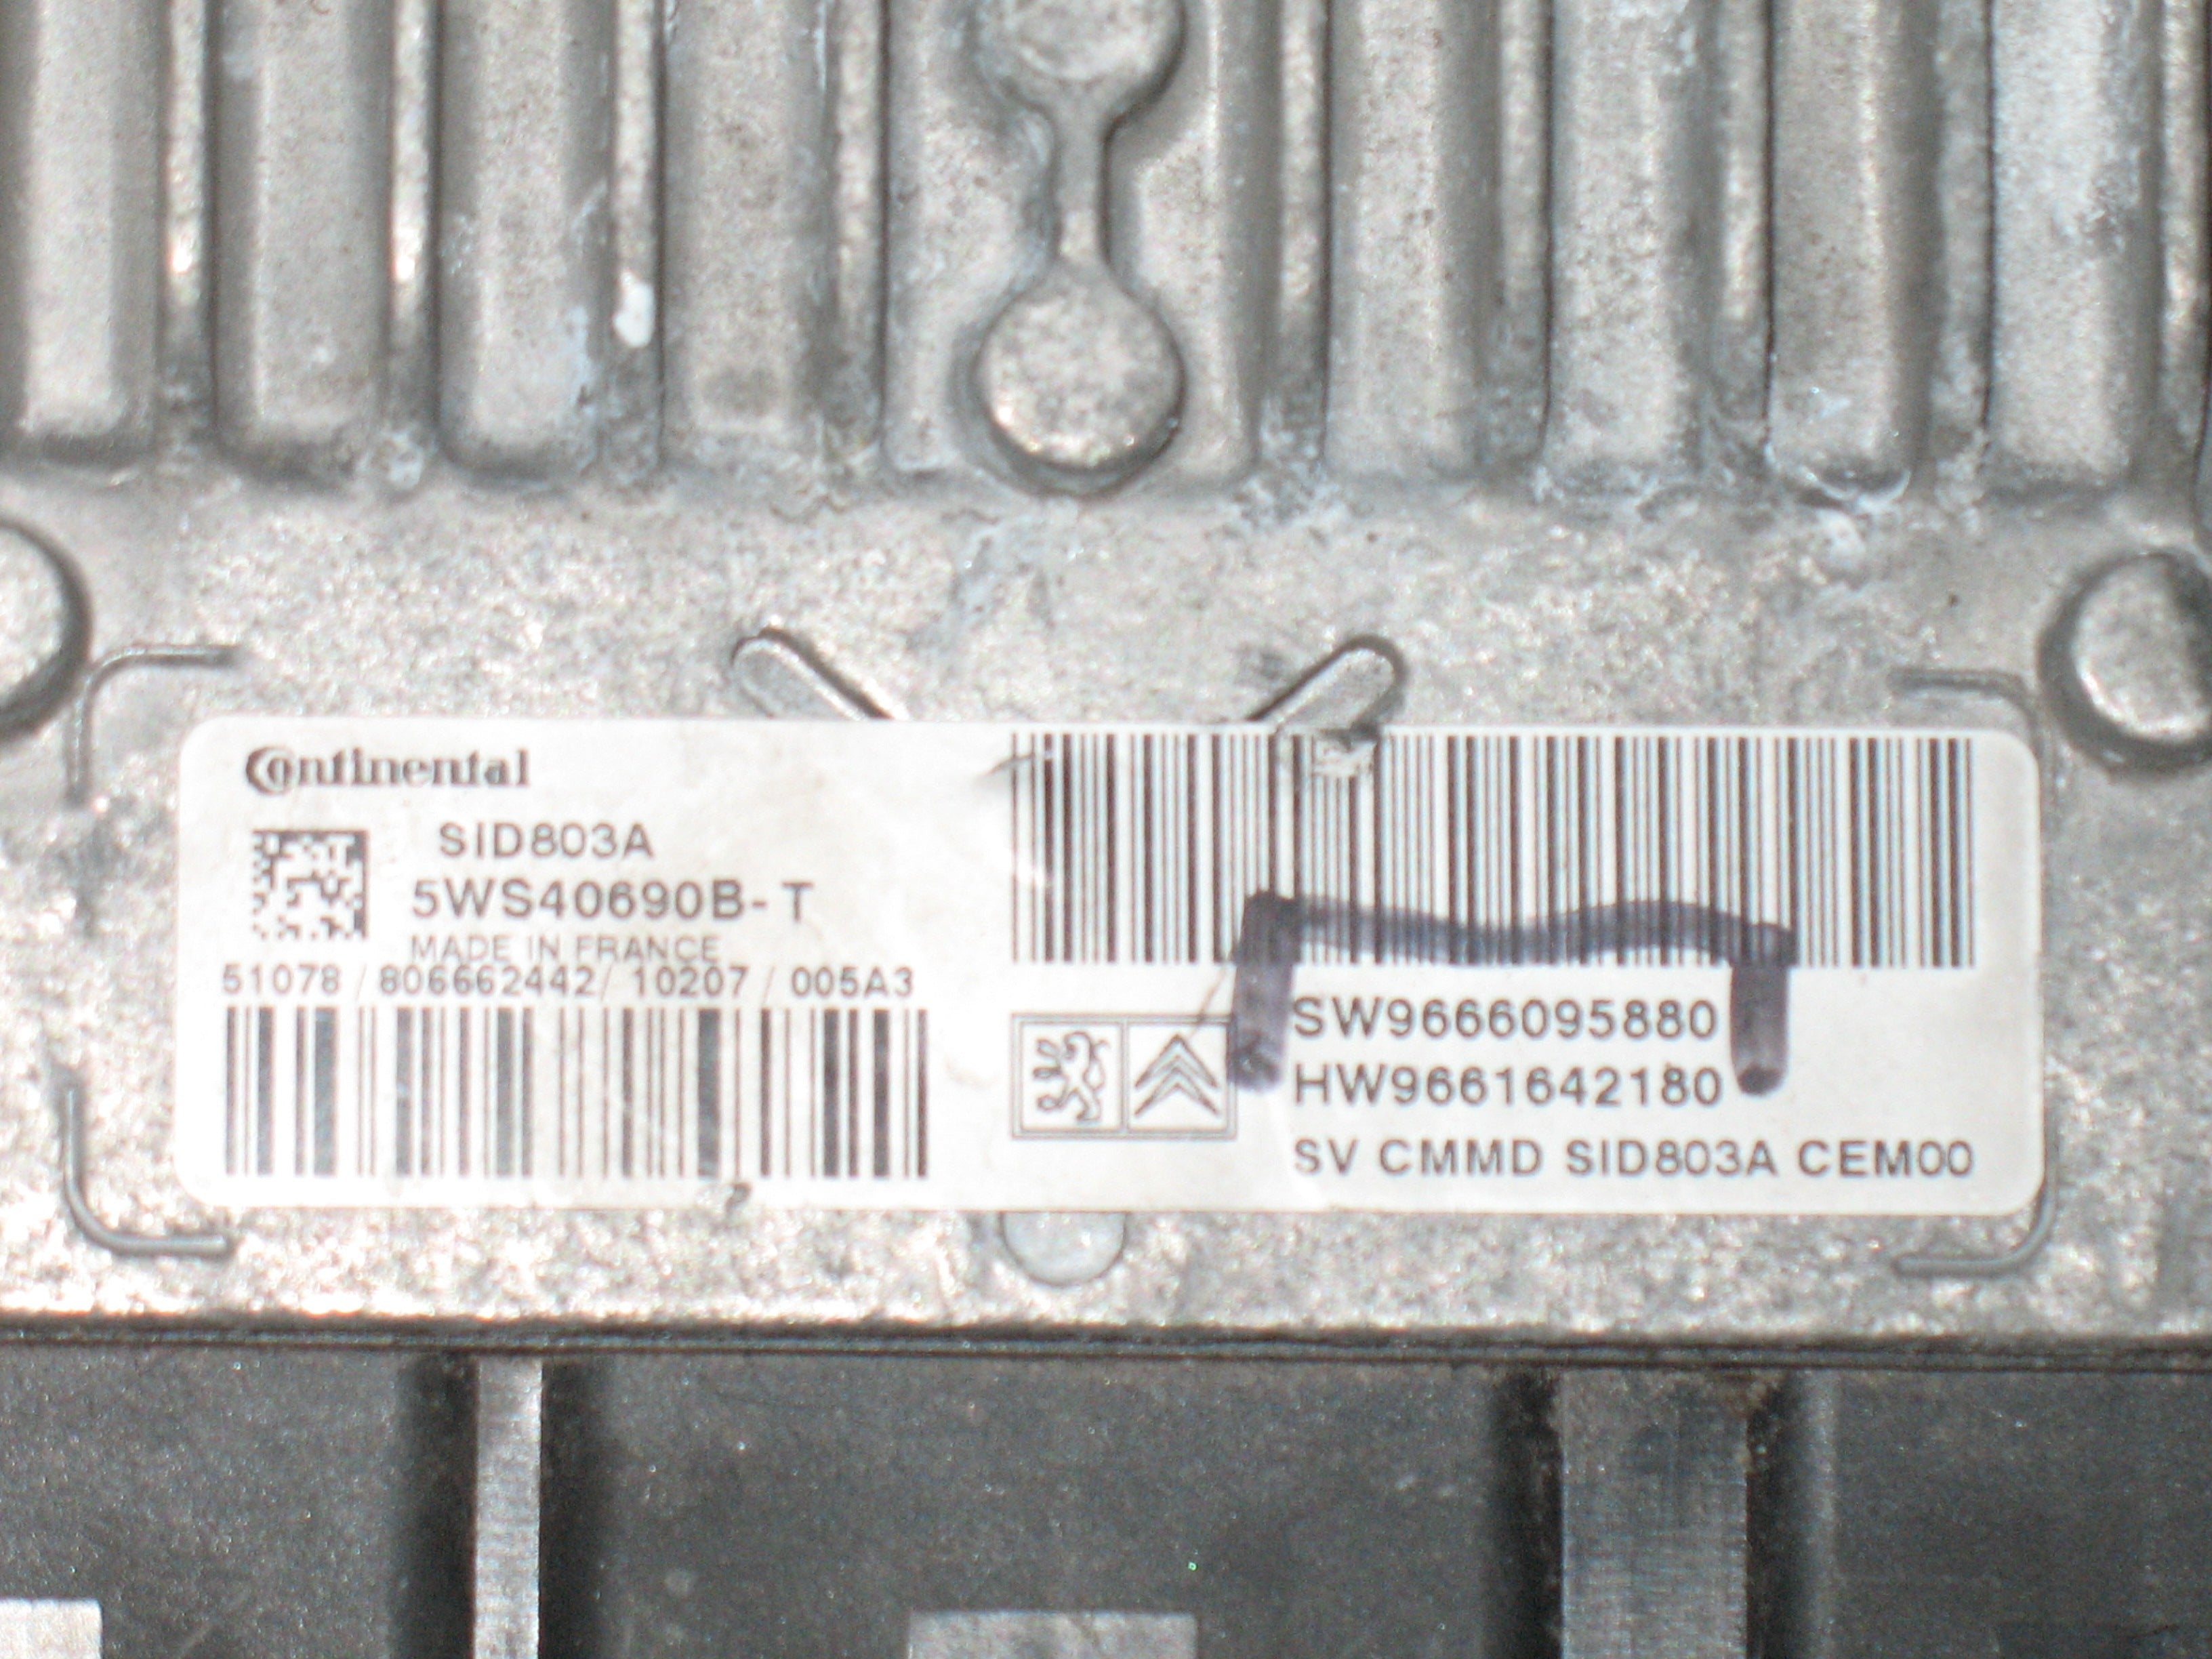 Continental
SID803A
5WS40690B-T
MADE IN FRANCE
51078 / 806662442 / 10207 / 005A3
SW9666095880
HW9661642180
SV CMMD SID803A CEM00